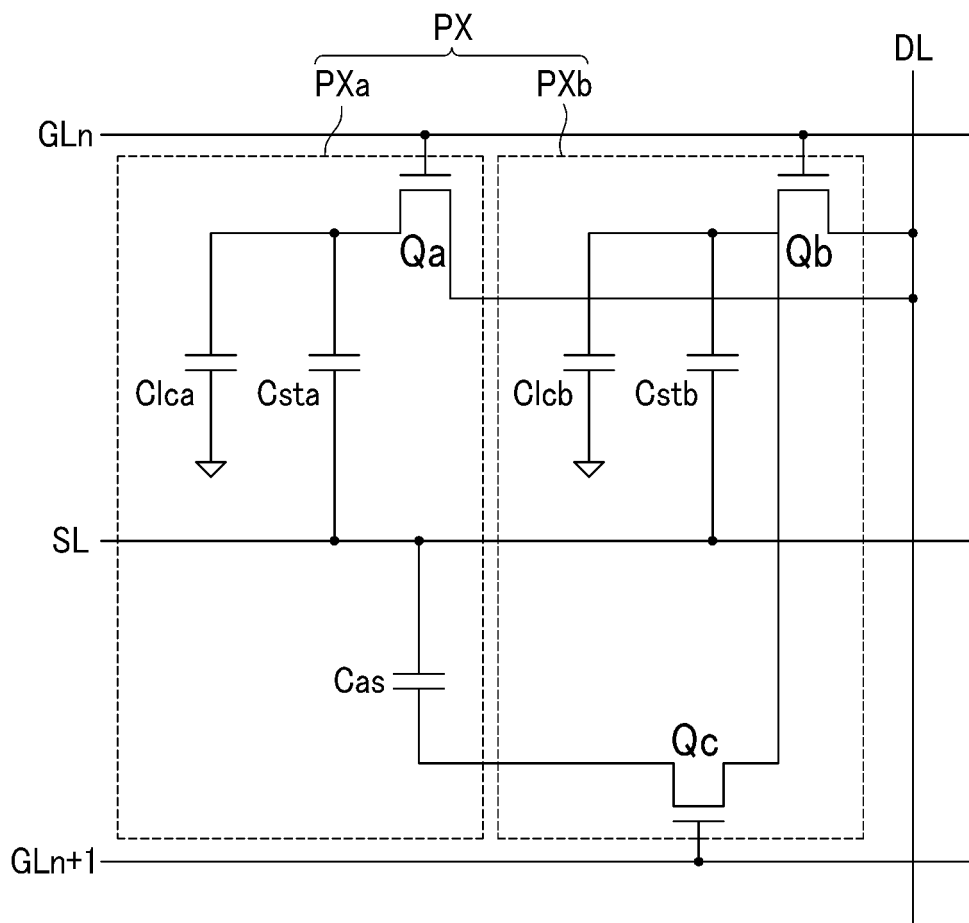 PX
DL
PXa
PXb
GLn
Qa
Qb
Clca
Csta
Clcb
Cstb
SL
Cas
Qc
GLn+1